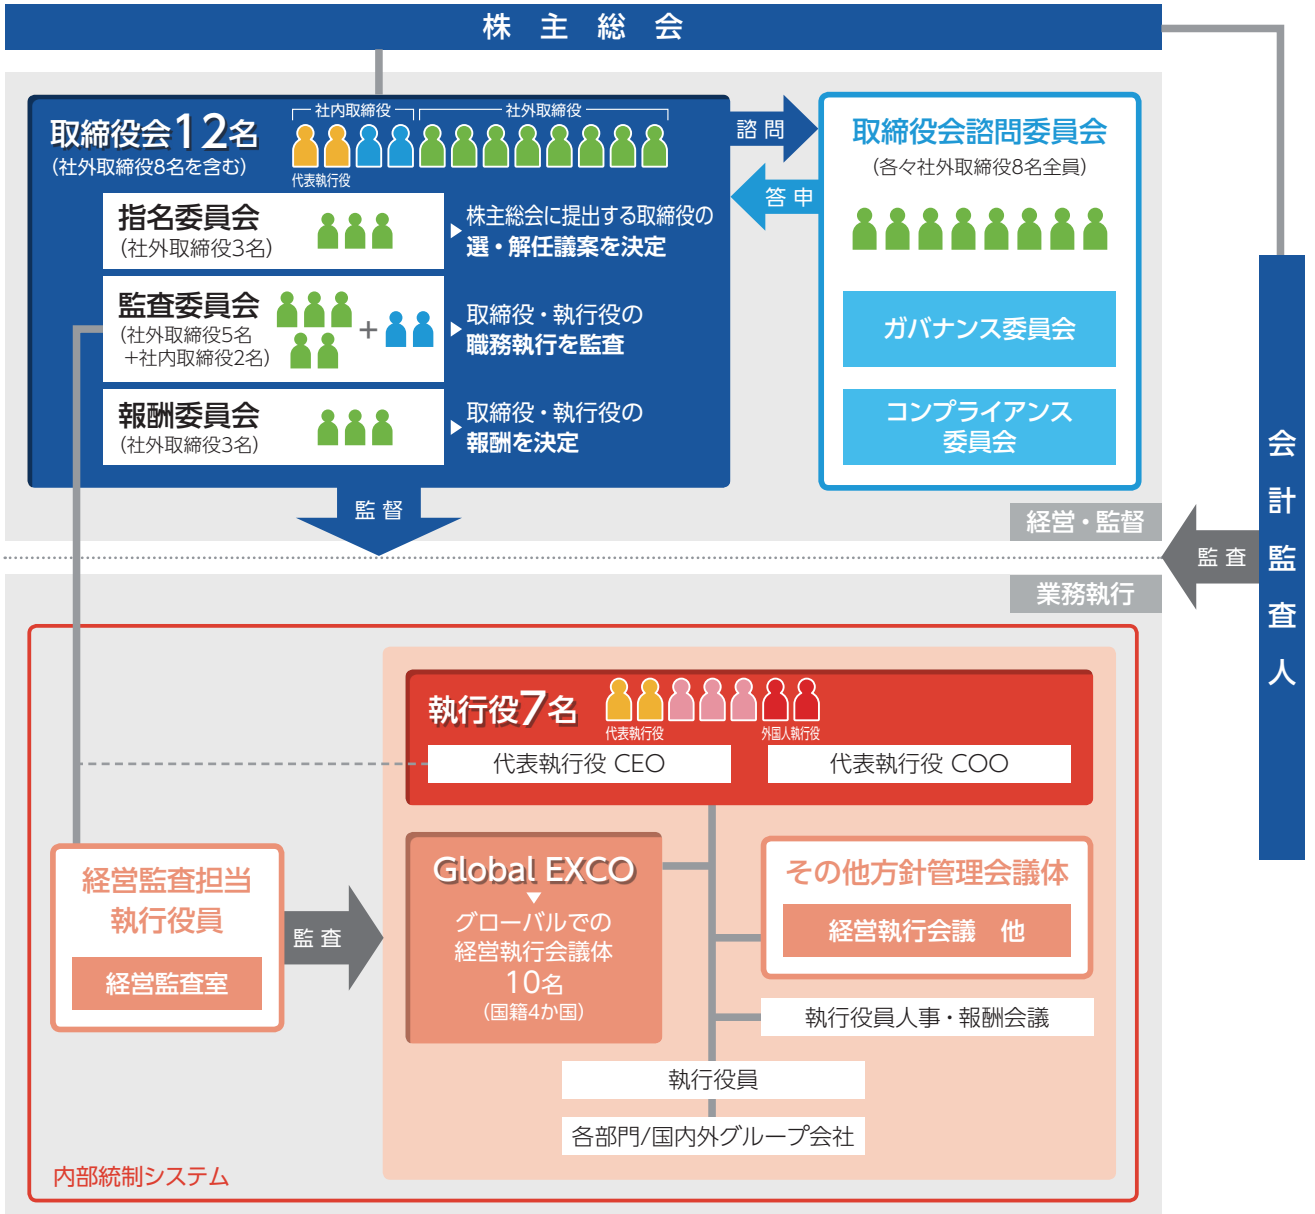 株主総会
取締役会12名
(社外取締役8名を含む)
社内取締役
社外取締役
代表執行役
指名委員会
(社外取締役3名)
株主総会に提出する取締役の
選・解任議案を決定
監査委員会
(社外取締役5名
+社内取締役2名)
+
取締役・執行役の
職務執行を監査
報酬委員会
(社外取締役3名)
取締役・執行役の
報酬を決定
諮問
答申
取締役会諮問委員会
(各々社外取締役8名全員)
ガバナンス委員会
コンプライアンス
委員会
監督
経営・監督
業務執行
監査
会計監査人
執行役7名
代表執行役
外国人執行役
代表執行役 CEO
代表執行役 COO
経営監査担当
執行役員
経営監査室
監査
Global EXCO
グローバルでの
経営執行会議体
10名
(国籍4か国)
その他方針管理会議体
経営執行会議 他
執行役員人事・報酬会議
執行役員
各部門/国内外グループ会社
内部統制システム